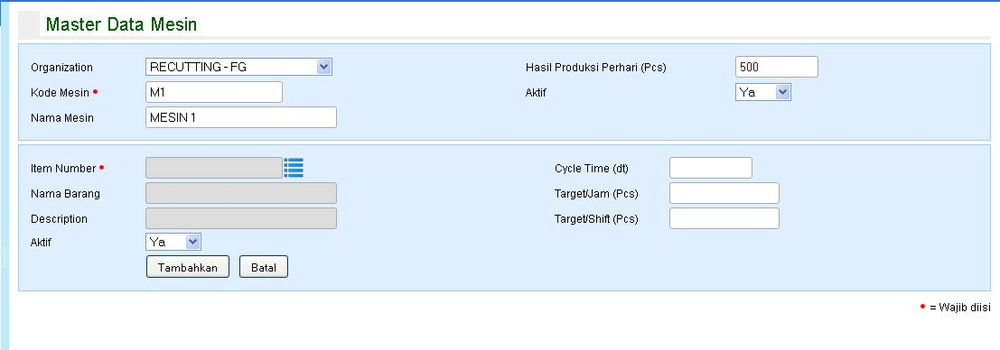 Master Data Mesin
Organization RECUTTING - FG Hasil Produksi Perhari (Pcs) 500
Kode Mesin • M1 Aktif Ya
Nama Mesin MESIN 1
Item Number • Cycle Time (dt)
Nama Barang Target/Jam (Pcs)
Description Target/Shift (Pcs)
Aktif Ya
Tambahkan Batal
• = Wajib diisi